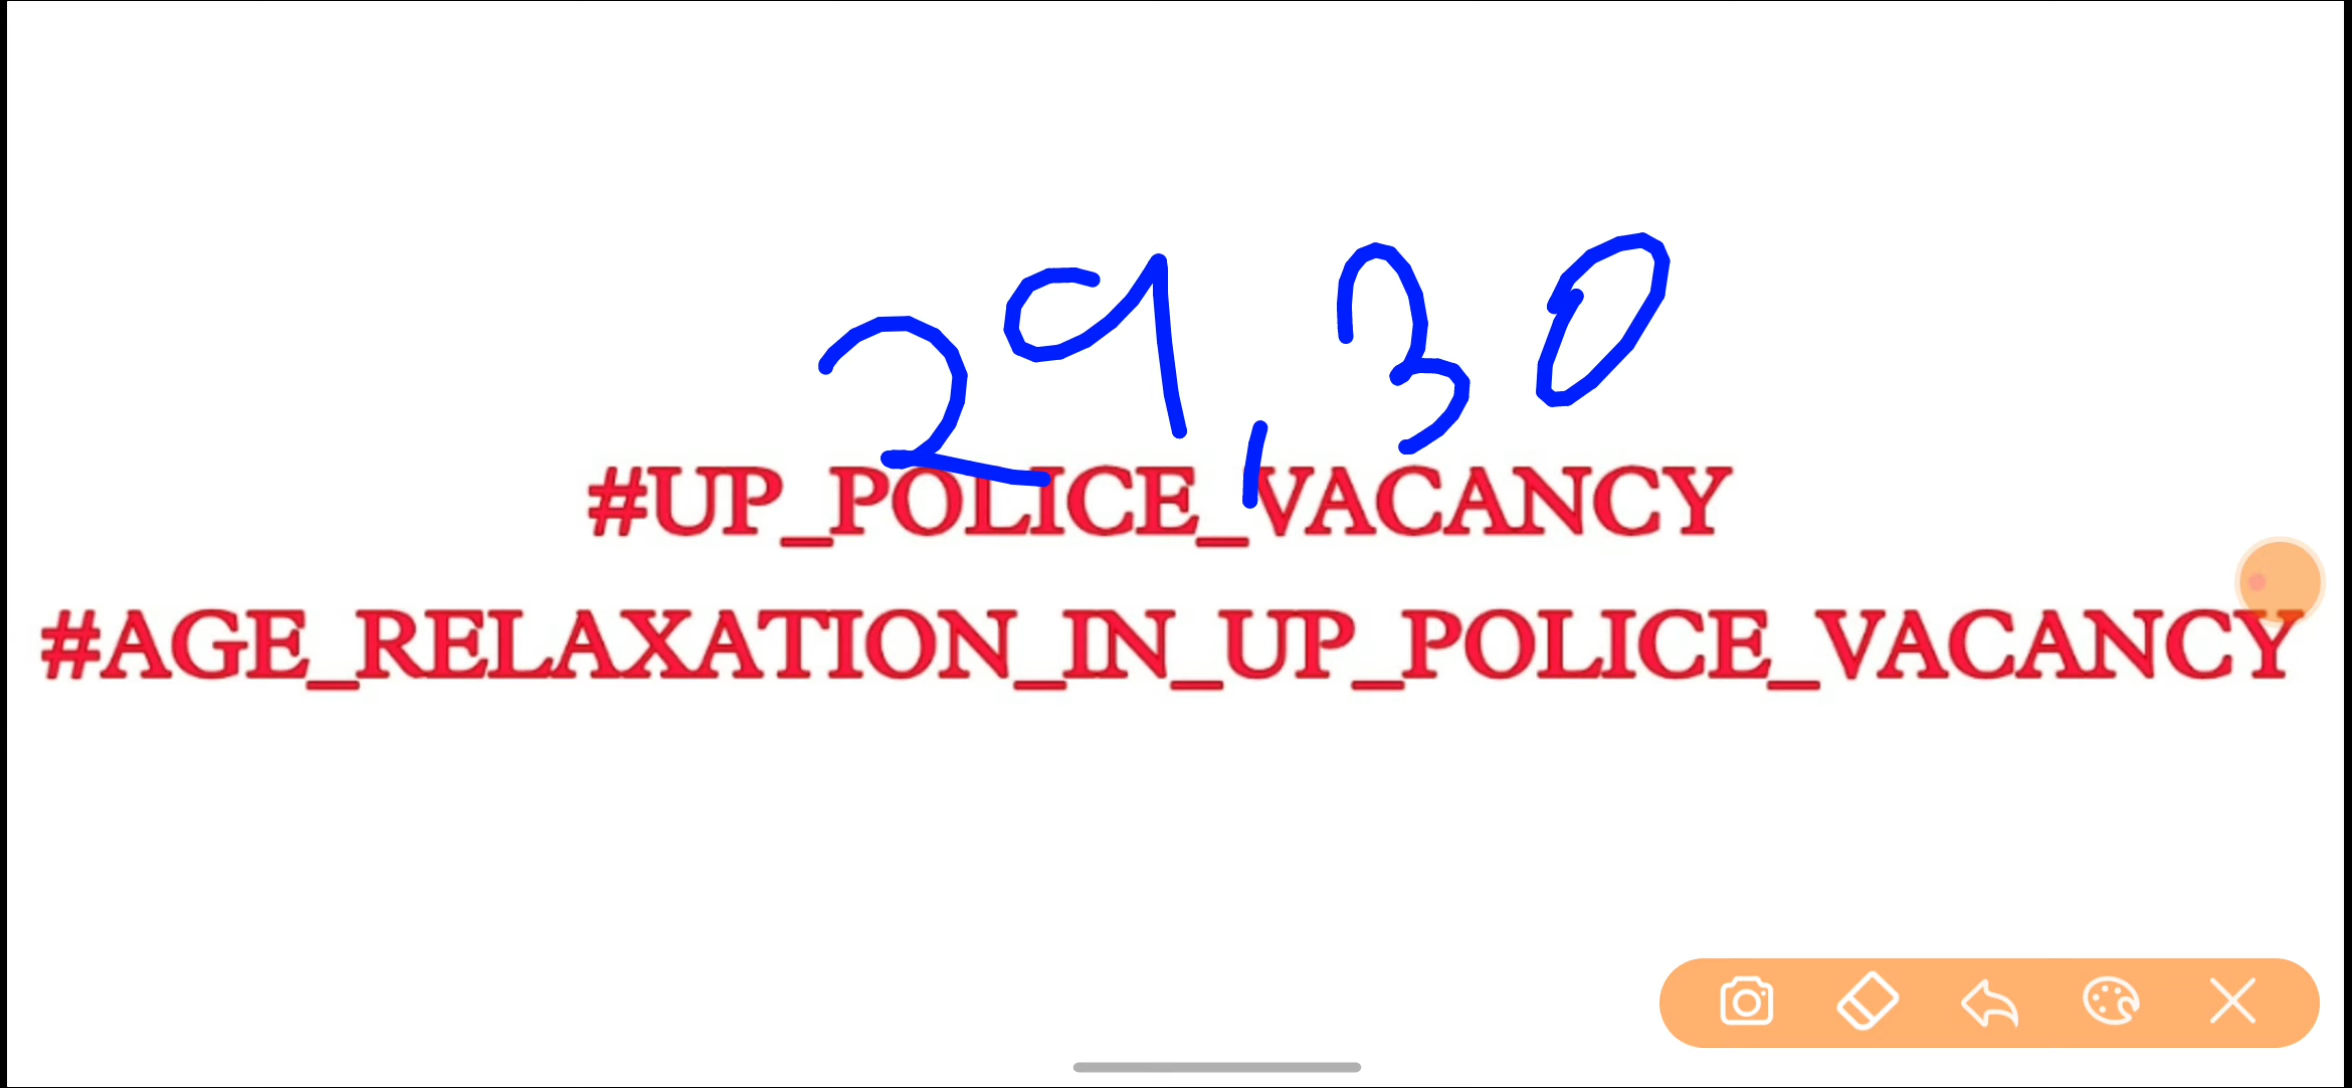 29, 30
#UP_POLICE_VACANCY
#AGE_RELAXATION_IN_UP_POLICE_VACANCY